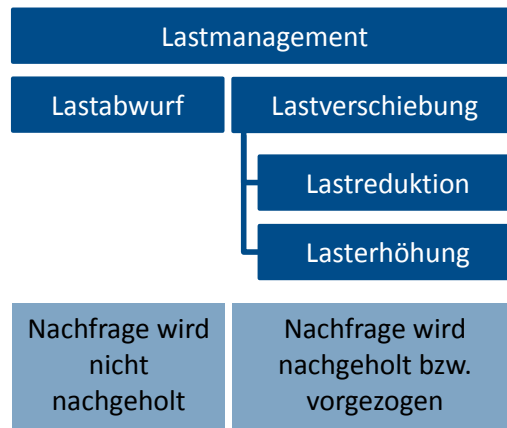 Lastmanagement
Lastabwurf
Lastverschiebung
Lastreduktion
Lasterhöhung
Nachfrage wird
nicht
nachgeholt
Nachfrage wird
nachgeholt bzw.
vorgezogen